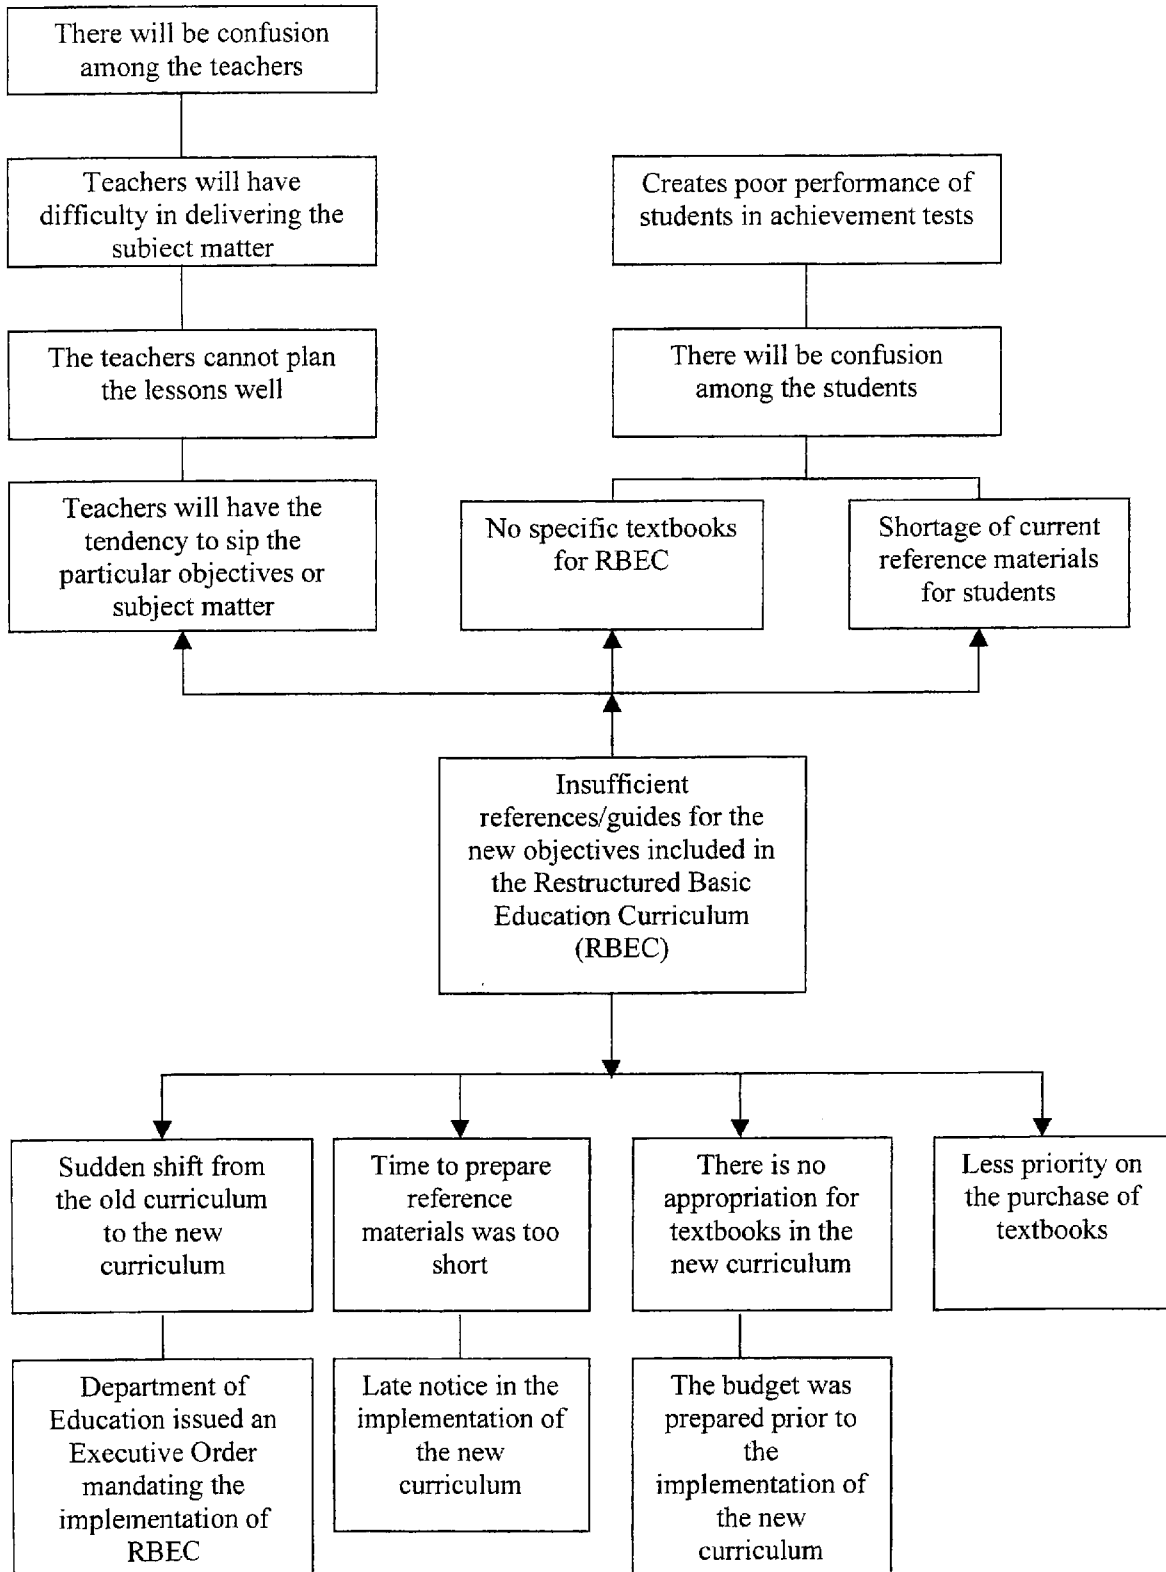 There will be confusion
among the teachers
Teachers will have
difficulty in delivering the
subject matter
Creates poor performance of
students in achievement tests
The teachers cannot plan
the lessons well
There will be confusion
among the students
Teachers will have the
tendency to sip the
particular objectives or
subject matter
No specific textbooks
for RBEC
Shortage of current
reference materials
for students
Insufficient
references/guides for the
new objectives included in
the Restructured Basic
Education Curriculum
(RBEC)
Sudden shift from
the old curriculum
to the new
curriculum
Time to prepare
reference
materials was too
short
There is no
appropriation for
textbooks in the
new curriculum
Less priority on
the purchase of
textbooks
Department of
Education issued an
Executive Order
mandating the
implementation of
RBEC
Late notice in the
implementation of
the new
curriculum
The budget was
prepared prior to
the
implementation of
the new
curriculum